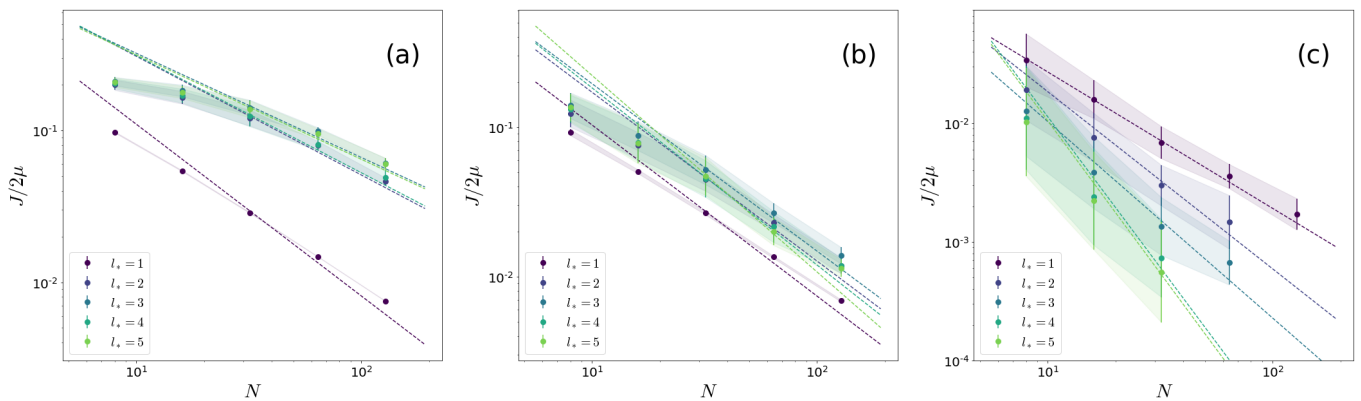 (a)
J/2μ
10⁻¹
10⁻²
l* = 1
l* = 2
l* = 3
l* = 4
l* = 5
10¹
10²
N
(b)
J/2μ
10⁻¹
10⁻²
l* = 1
l* = 2
l* = 3
l* = 4
l* = 5
10¹
10²
N
(c)
J/2μ
10⁻²
10⁻³
10⁻⁴
l* = 1
l* = 2
l* = 3
l* = 4
l* = 5
10¹
10²
N